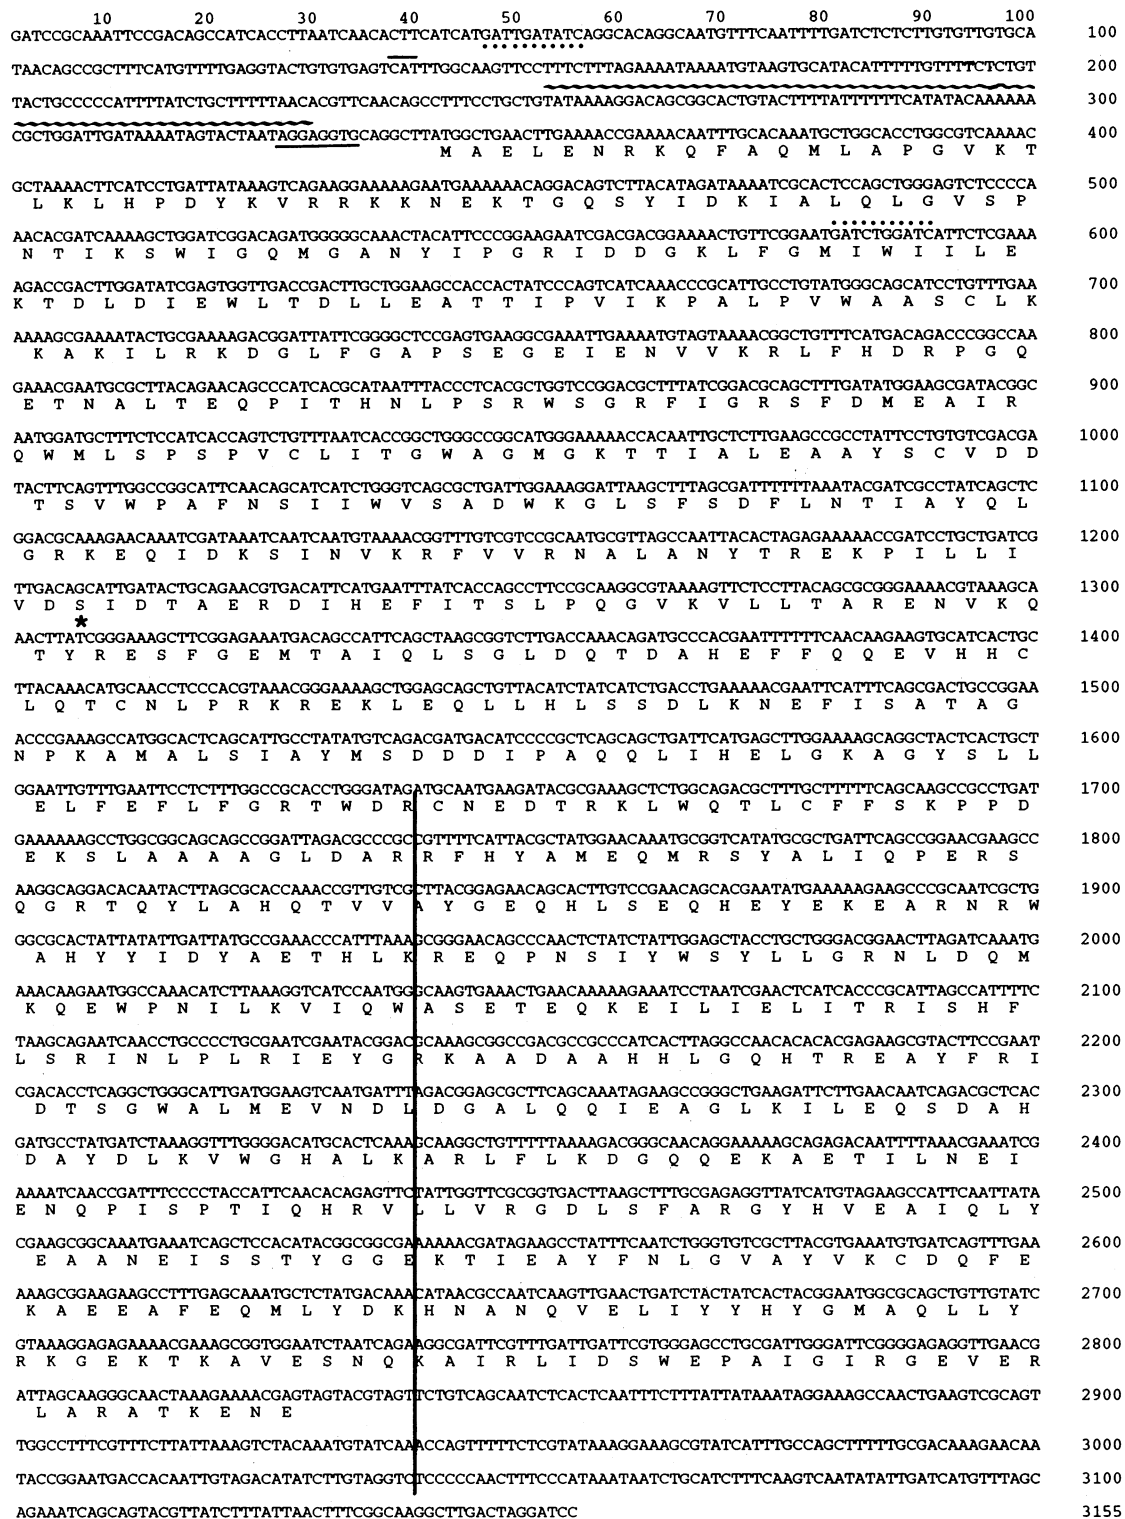 10 20 30 40 50 60 70 80 90 100
GATCCGCAAATTCCGACAGCCATCACCTTAATCAACACTTCATCATGATTGATATCAGGCACAGGCAATGTTTCAATTTTGATCTCTCTTGTGTTGTGCA 100
TAACAGCCGCTTTCATGTTTTGAGGTACTGTGTGAGTCATTTGGCAAGTTCCTTTCTTTAGAAAATAAAATGTAAGTGCATACATTTTTGTTTTCTCTGT 200
TACTGCCCCCATTTTATCTGCTTTTTAACACGTTCAACAGCCTTTCCTGCTGTATAAAAGGACAGCGGCACTGTACTTTTATTTTTTCATATACAAAAAA 300
CGCTGGATTGATAAAATAGTACTAATAGGAGGTGCAGGCTTATGGCTGAACTTGAAAACCGAAAACAATTTGCACAAATGCTGGCACCTGGCGTCAAAAC 400
M A E L E N R K Q F A Q M L A P G V K T
GCTAAAACTTCATCCTGATTATAAAGTCAGAAGGAAAAAGAATGAAAAAACAGGACAGTCTTACATAGATAAAATCGCACTCCAGCTGGGAGTCTCCCCA 500
L K L H P D Y K V R R K K N E K T G Q S Y I D K I A L Q L G V S P
AACACGATCAAAAGCTGGATCGGACAGATGGGGGCAAACTACATTCCCGGAAGAATCGACGACGGAAAACTGTTCGGAATGATCTGGATCATTCTCGAAA 600
N T I K S W I G Q M G A N Y I P G R I D D G K L F G M I W I I L E
AGACCGACTTGGATATCGAGTGGTTGACCGACTTGCTGGAAGCCACCACTATCCCAGTCATCAAACCCGCATTGCCTGTATGGGCAGCATCCTGTTTGAA 700
K T D L D I E W L T D L L E A T T I P V I K P A L P V W A A S C L K
AAAAGCGAAAATACTGCGAAAAGACGGATTATTCGGGGCTCCGAGTGAAGGCGAAATTGAAAATGTAGTAAAACGGCTGTTTCATGACAGACCCGGCCAA 800
K A K I L R K D G L F G A P S E G E I E N V V K R L F H D R P G Q
GAAACGAATGCGCTTACAGAACAGCCCATCACGCATAATTTACCCTCACGCTGGTCCGGACGCTTTATCGGACGCAGCTTTGATATGGAAGCGATACGGC 900
E T N A L T E Q P I T H N L P S R W S G R F I G R S F D M E A I R
AATGGATGCTTTCTCCATCACCAGTCTGTTTAATCACCGGCTGGGCCGGCATGGGAAAAACCACAATTGCTCTTGAAGCCGCCTATTCCTGTGTCGACGA 1000
Q W M L S P S P V C L I T G W A G M G K T T I A L E A A Y S C V D D
TACTTCAGTTTGGCCGGCATTCAACAGCATCATCTGGGTCAGCGCTGATTGGAAAGGATTAAGCTTTAGCGATTTTTTAAATACGATCGCCTATCAGCTC 1100
T S V W P A F N S I I W V S A D W K G L S F S D F L N T I A Y Q L
GGACGCAAAGAACAAATCGATAAATCAATCAATGTAAAACGGTTTGTCGTCCGCAATGCGTTAGCCAATTACACTAGAGAAAAACCGATCCTGCTGATCG 1200
G R K E Q I D K S I N V K R F V V R N A L A N Y T R E K P I L L I
TTGACAGCATTGATACTGCAGAACGTGACATTCATGAATTTATCACCAGCCTTCCGCAAGGCGTAAAAGTTCTCCTTACAGCGCGGGAAAACGTAAAGCA 1300
V D S I D T A E R D I H E F I T S L P Q G V K V L L T A R E N V K Q
*
AACTTATCGGGAAAGCTTCGGAGAAATGACAGCCATTCAGCTAAGCGGTCTTGACCAAACAGATGCCCACGAATTTTTTCAACAAGAAGTGCATCACTGC 1400
T Y R E S F G E M T A I Q L S G L D Q T D A H E F F Q Q E V H H C
TTACAAACATGCAACCTCCCACGTAAACGGGAAAAGCTGGAGCAGCTGTTACATCTATCATCTGACCTGAAAAACGAATTCATTTCAGCGACTGCCGGAA 1500
L Q T C N L P R K R E K L E Q L L H L S S D L K N E F I S A T A G
ACCCGAAAGCCATGGCACTCAGCATTGCCTATATGTCAGACGATGACATCCCCGCTCAGCAGCTGATTCATGAGCTTGGAAAAGCAGGCTACTCACTGCT 1600
N P K A M A L S I A Y M S D D D I P A Q Q L I H E L G K A G Y S L L
GGAATTGTTTGAATTCCTCTTTGGCCGCACCTGGGATAGATGCAATGAAGATACGCGAAAGCTCTGGCAGACGCTTTGCTTTTTCAGCAAGCCGCCTGAT 1700
E L F E F L F G R T W D R C N E D T R K L W Q T L C F F S K P P D
GAAAAAAGCCTGGCGGCAGCAGCCGGATTAGACGCCCGCCGTTTTCATTACGCTATGGAACAAATGCGGTCATATGCGCTGATTCAGCCGGAACGAAGCC 1800
E K S L A A A A G L D A R R F H Y A M E Q M R S Y A L I Q P E R S
AAGGCAGGACACAATACTTAGCGCACCAAACCGTTGTCGCTTACGGAGAACAGCACTTGTCCGAACAGCACGAATATGAAAAAGAAGCCCGCAATCGCTG 1900
Q G R T Q Y L A H Q T V V A Y G E Q H L S E Q H E Y E K E A R N R W
GGCGCACTATTATATTGATTATGCCGAAACCCATTTAAAGCGGGAACAGCCCAACTCTATCTATTGGAGCTACCTGCTGGGACGGAACTTAGATCAAATG 2000
A H Y Y I D Y A E T H L K R E Q P N S I Y W S Y L L G R N L D Q M
AAACAAGAATGGCCAAACATCTTAAAGGTCATCCAATGGGCAAGTGAAACTGAACAAAAAGAAATCCTAATCGAACTCATCACCCGCATTAGCCATTTTC 2100
K Q E W P N I L K V I Q W A S E T E Q K E I L I E L I T R I S H F
TAAGCAGAATCAACCTGCCCCTGCGAATCGAATACGGACGCAAAGCGGCCGACGCCGCCCATCACTTAGGCCAACACACACGAGAAGCGTACTTCCGAAT 2200
L S R I N L P L R I E Y G R K A A D A A H H L G Q H T R E A Y F R I
CGACACCTCAGGCTGGGCATTGATGGAAGTCAATGATTTAGACGGAGCGCTTCAGCAAATAGAAGCCGGGCTGAAGATTCTTGAACAATCAGACGCTCAC 2300
D T S G W A L M E V N D L D G A L Q Q I E A G L K I L E Q S D A H
GATGCCTATGATCTAAAGGTTTGGGGACATGCACTCAAAGCAAGGCTGTTTTTAAAAGACGGGCAACAGGAAAAAGCAGAGACAATTTTAAACGAAATCG 2400
D A Y D L K V W G H A L K A R L F L K D G Q Q E K A E T I L N E I
AAAATCAACCGATTTCCCCTACCATTCAACACAGAGTTCTATTGGTTCGCGGTGACTTAAGCTTTGCGAGAGGTTATCATGTAGAAGCCATTCAATTATA 2500
E N Q P I S P T I Q H R V L L V R G D L S F A R G Y H V E A I Q L Y
CGAAGCGGCAAATGAAATCAGCTCCACATACGGCGGCGAAAAAACGATAGAAGCCTATTTCAATCTGGGTGTCGCTTACGTGAAATGTGATCAGTTTGAA 2600
E A A N E I S S T Y G G E K T I E A Y F N L G V A Y V K C D Q F E
AAAGCGGAAGAAGCCTTTGAGCAAATGCTCTATGACAAACATAACGCCAATCAAGTTGAACTGATCTACTATCACTACGGAATGGCGCAGCTGTTGTATC 2700
K A E E A F E Q M L Y D K H N A N Q V E L I Y Y H Y G M A Q L L Y
GTAAAGGAGAGAAAACGAAAGCGGTGGAATCTAATCAGAAGGCGATTCGTTTGATTGATTCGTGGGAGCCTGCGATTGGGATTCGGGGAGAGGTTGAACG 2800
R K G E K T K A V E S N Q K A I R L I D S W E P A I G I R G E V E R
ATTAGCAAGGGCAACTAAAGAAAACGAGTAGTACGTAGTTCTGTCAGCAATCTCACTCAATTTCTTTATTATAAATAGGAAAGCCAACTGAAGTCGCAGT 2900
L A R A T K E N E
TGGCCTTTCGTTTCTTATTAAAGTCTACAAATGTATCAAACCAGTTTTTCTCGTATAAAGGAAAGCGTATCATTTGCCAGCTTTTTGCGACAAAGAACAA 3000
TACCGGAATGACCACAATTGTAGACATATCTTGTAGGTCTCCCCCAACTTTCCCATAAATAATCTGCATCTTTCAAGTCAATATATTGATCATGTTTAGC 3100
AGAAATCAGCAGTACGTTATCTTTATTAACTTTCGGCAAGGCTTGACTAGGATCC 3155